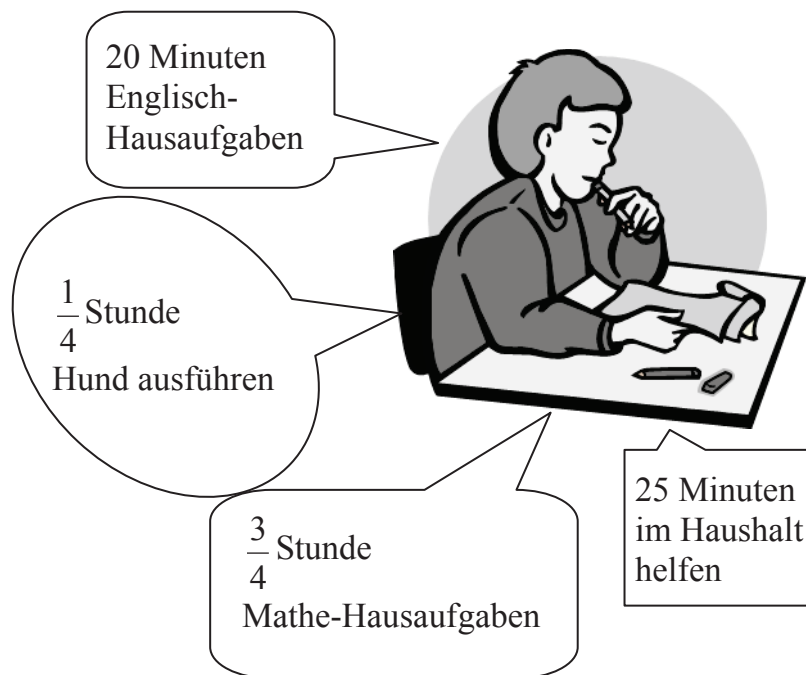 20 Minuten
Englisch-
Hausaufgaben
1/4 Stunde
Hund ausführen
3/4 Stunde
Mathe-Hausaufgaben
25 Minuten
im Haushalt
helfen